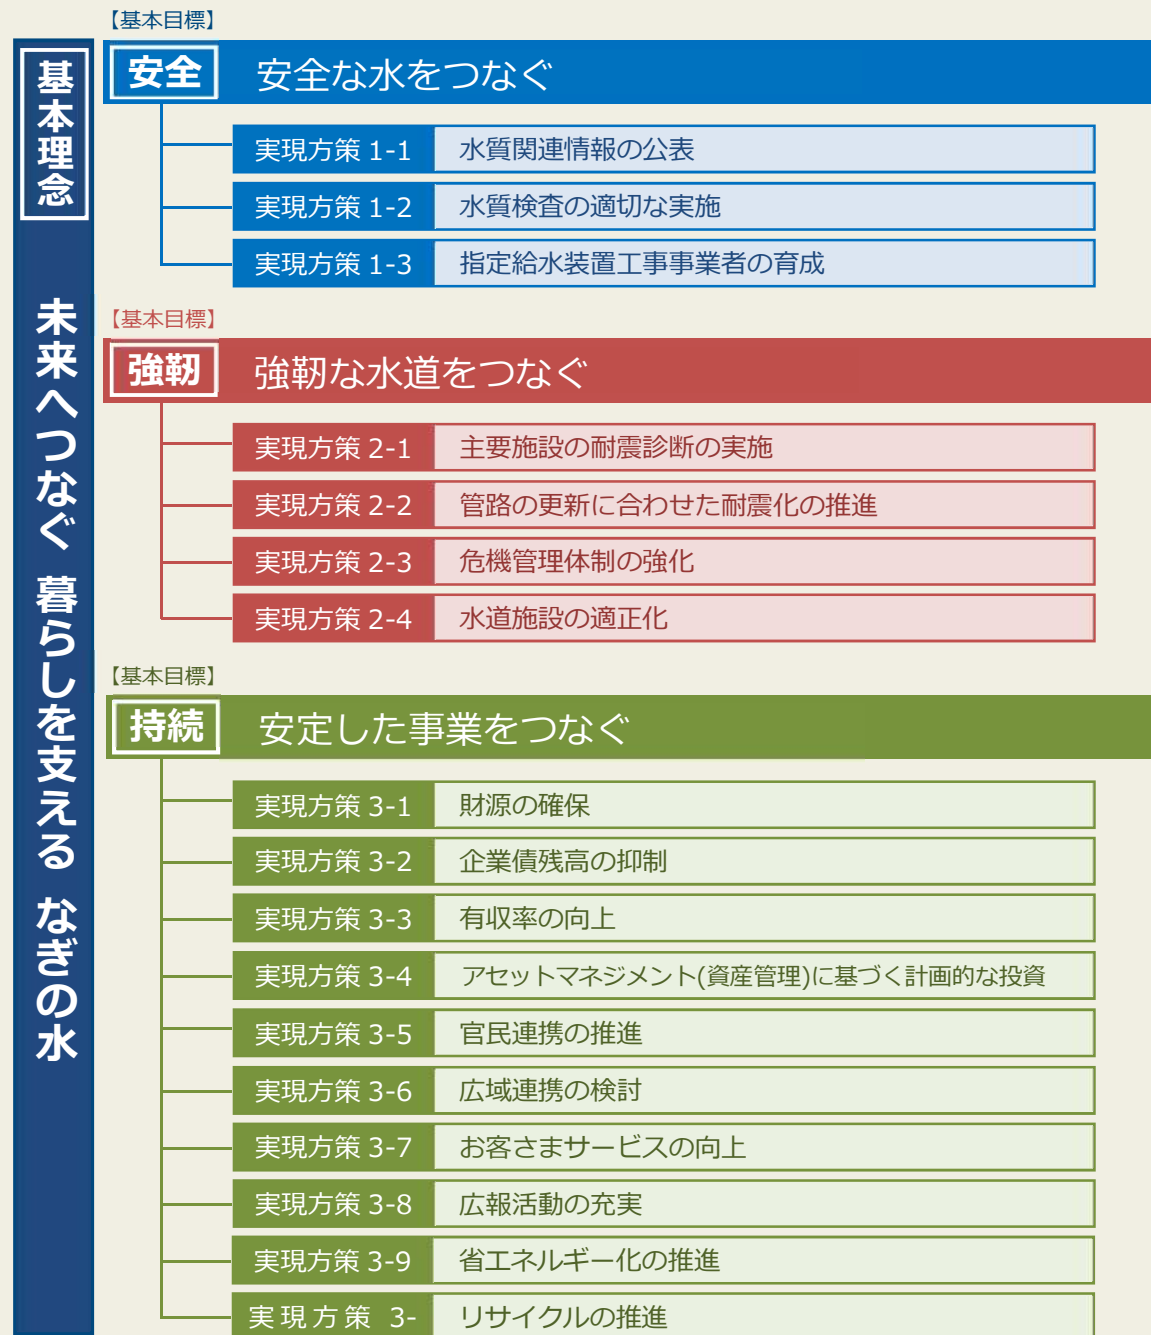 基本理念
未来へつなぐ 暮らしを支える なぎの水
【基本目標】
安全 安全な水をつなぐ
実現方策 1-1 水質関連情報の公表
実現方策 1-2 水質検査の適切な実施
実現方策 1-3 指定給水装置工事事業者の育成
【基本目標】
強靭 強靭な水道をつなぐ
実現方策 2-1 主要施設の耐震診断の実施
実現方策 2-2 管路の更新に合わせた耐震化の推進
実現方策 2-3 危機管理体制の強化
実現方策 2-4 水道施設の適正化
【基本目標】
持続 安定した事業をつなぐ
実現方策 3-1 財源の確保
実現方策 3-2 企業債残高の抑制
実現方策 3-3 有収率の向上
実現方策 3-4 アセットマネジメント(資産管理)に基づく計画的な投資
実現方策 3-5 官民連携の推進
実現方策 3-6 広域連携の検討
実現方策 3-7 お客さまサービスの向上
実現方策 3-8 広報活動の充実
実現方策 3-9 省エネルギー化の推進
実現方策 3- リサイクルの推進